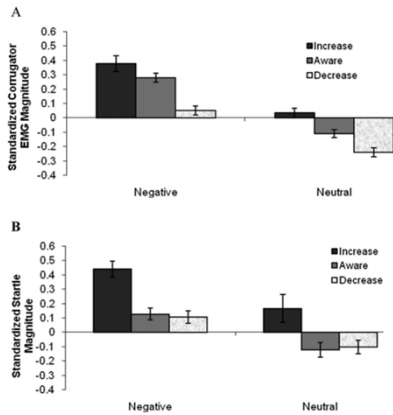 A
Standardized Corrugator
EMG Magnitude
0.6
0.5
0.4
0.3
0.2
0.1
0
-0.1
-0.2
-0.3
-0.4
Increase
Aware
Decrease
Negative
Neutral
B
Standardized Startle
Magnitude
0.6
0.5
0.4
0.3
0.2
0.1
0
-0.1
-0.2
-0.3
-0.4
Increase
Aware
Decrease
Negative
Neutral